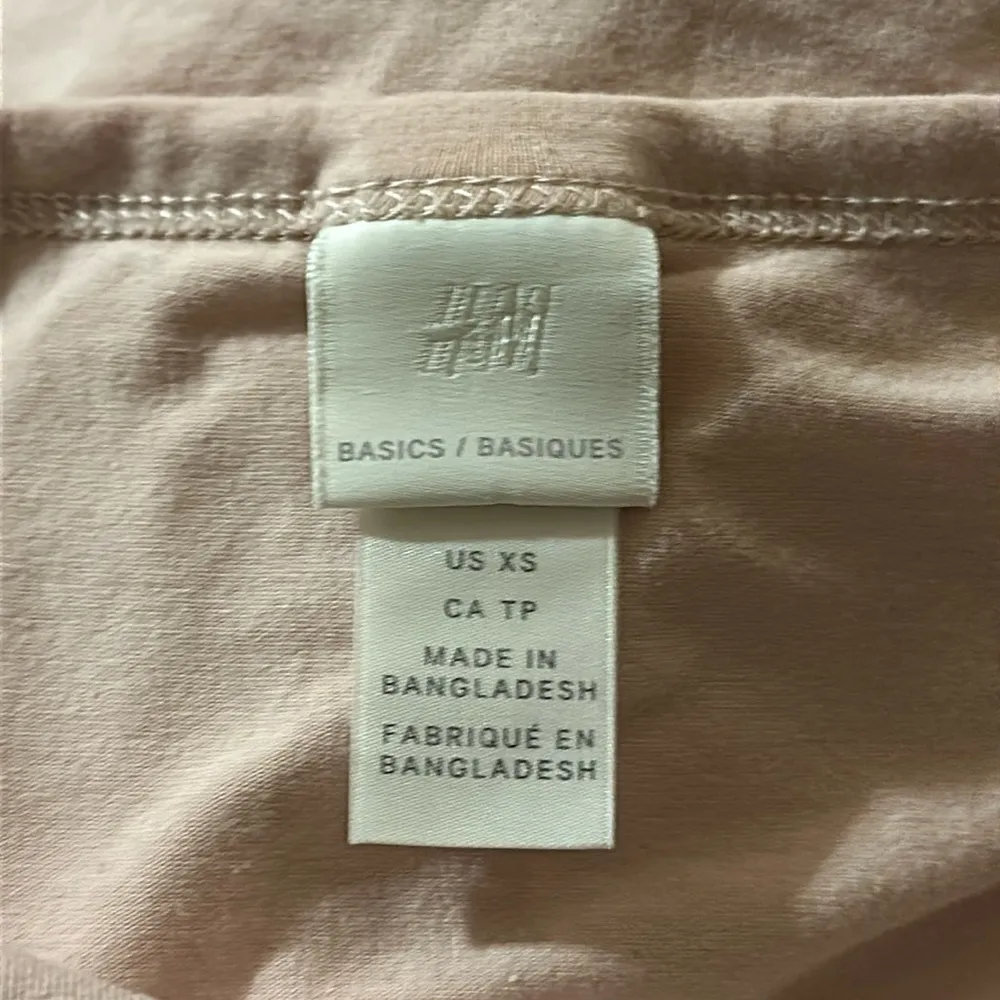 H&M
BASICS / BASIQUES
US XS
CA TP
MADE IN
BANGLADESH
FABRIQUÉ EN
BANGLADESH